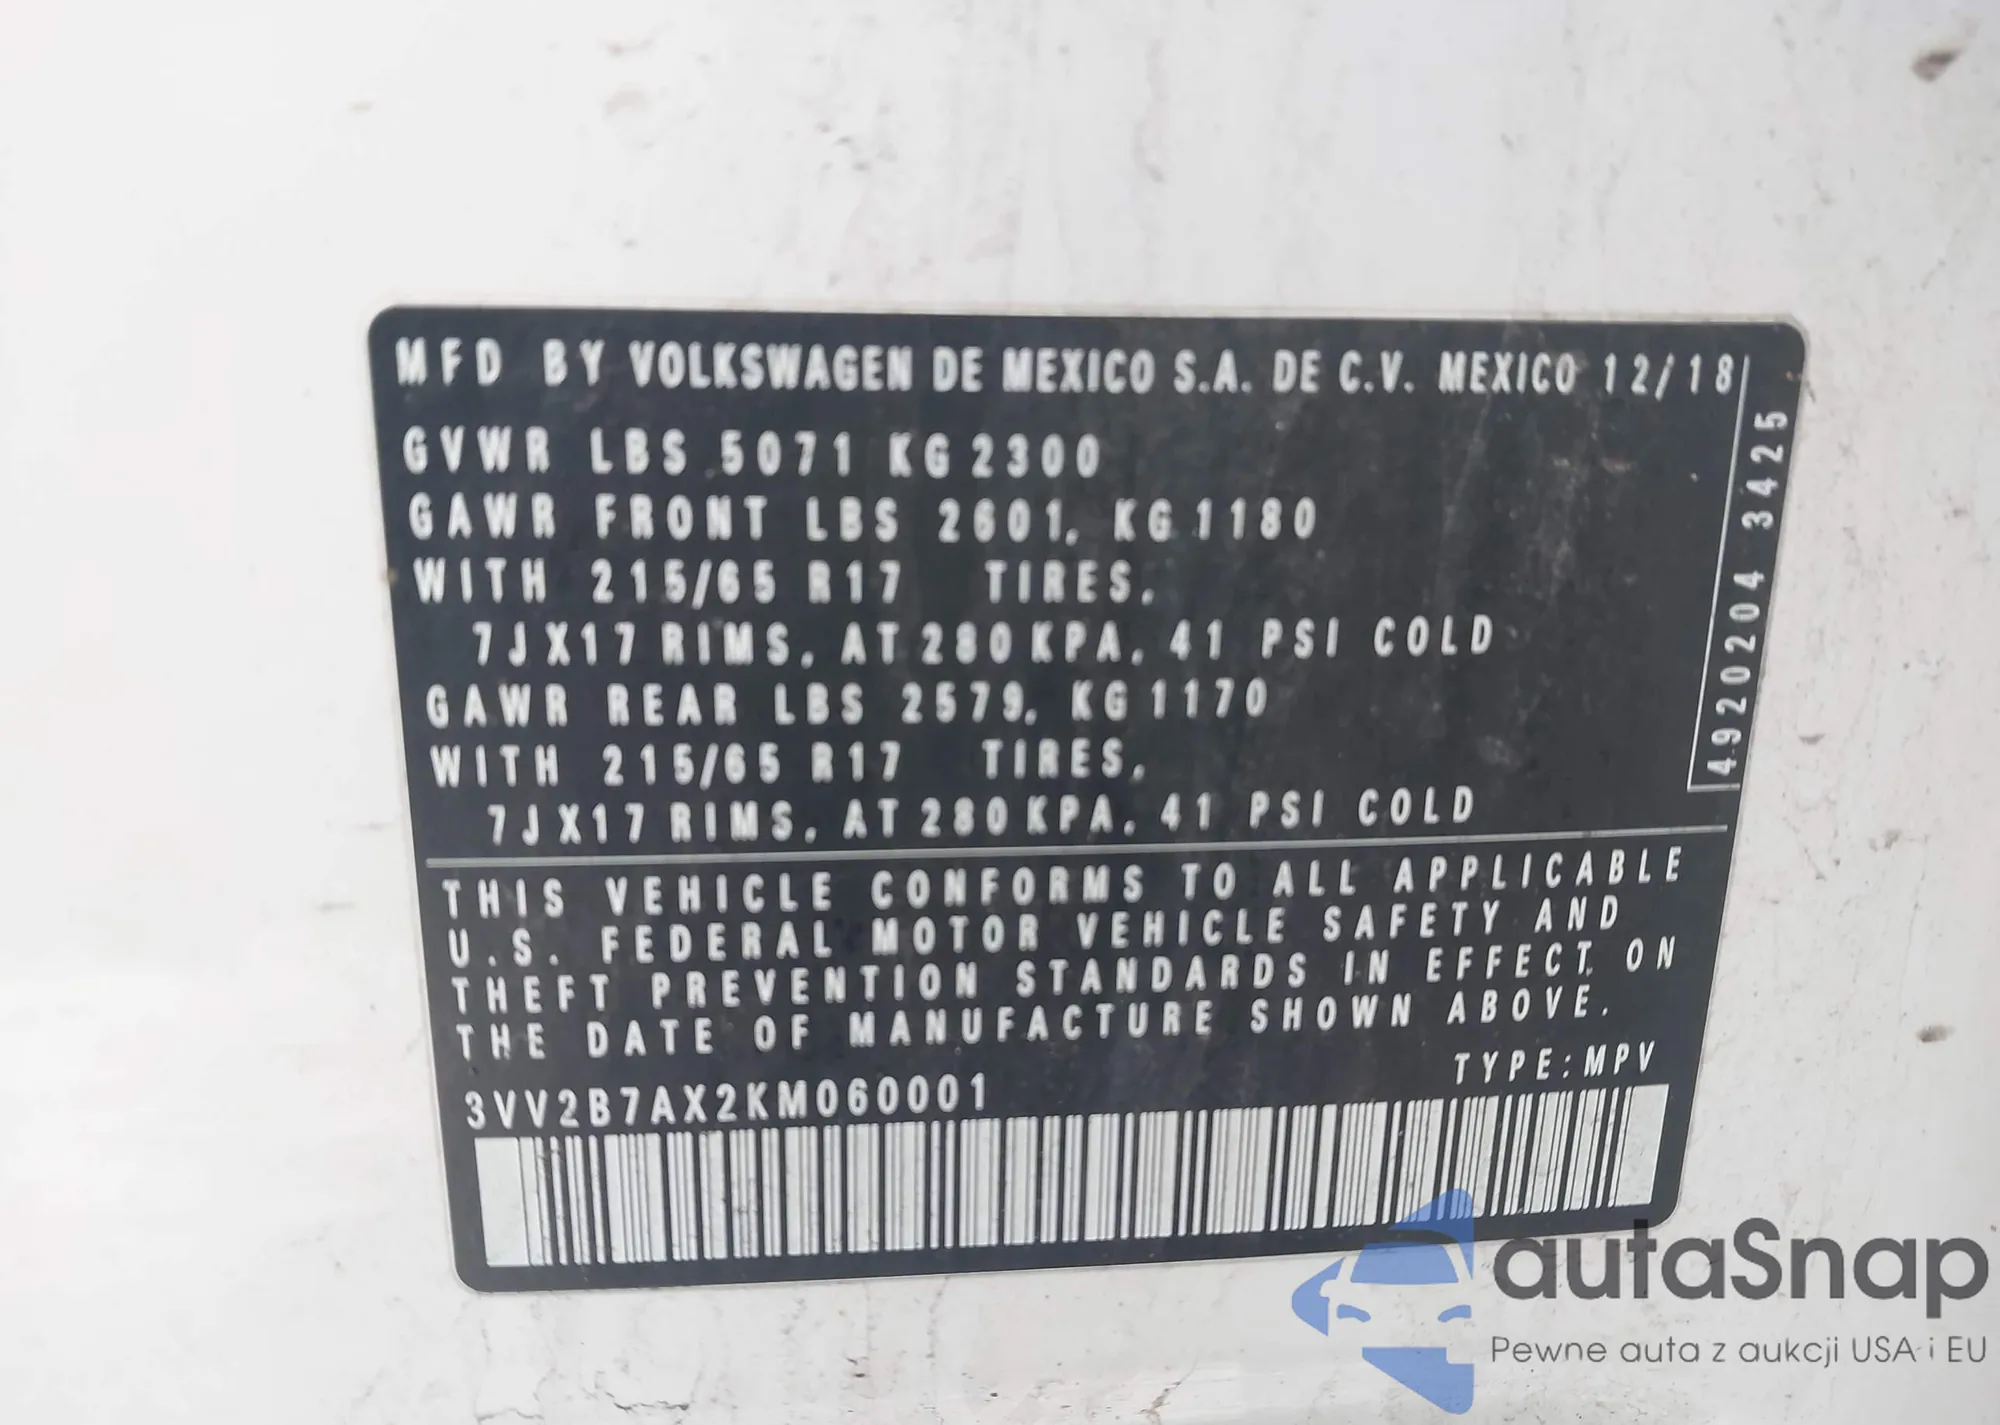 MFD BY VOLKSWAGEN DE MEXICO S.A. DE C.V. MEXICO 12/18
GVWR LBS 5071 KG 2300
GAWR FRONT LBS 2601, KG 1180
WITH 215/65 R17 TIRES,
7JX17 RIMS, AT 280 KPA, 41 PSI COLD
GAWR REAR LBS 2579, KG 1170
WITH 215/65 R17 TIRES,
7JX17 RIMS, AT 280 KPA, 41 PSI COLD
4920204 3425
THIS VEHICLE CONFORMS TO ALL APPLICABLE
U.S. FEDERAL MOTOR VEHICLE SAFETY AND
THEFT PREVENTION STANDARDS IN EFFECT ON
THE DATE OF MANUFACTURE SHOWN ABOVE.
TYPE: MPV
3VV2B7AX2KM060001
autaSnap
Pewne auta z aukcji USA i EU